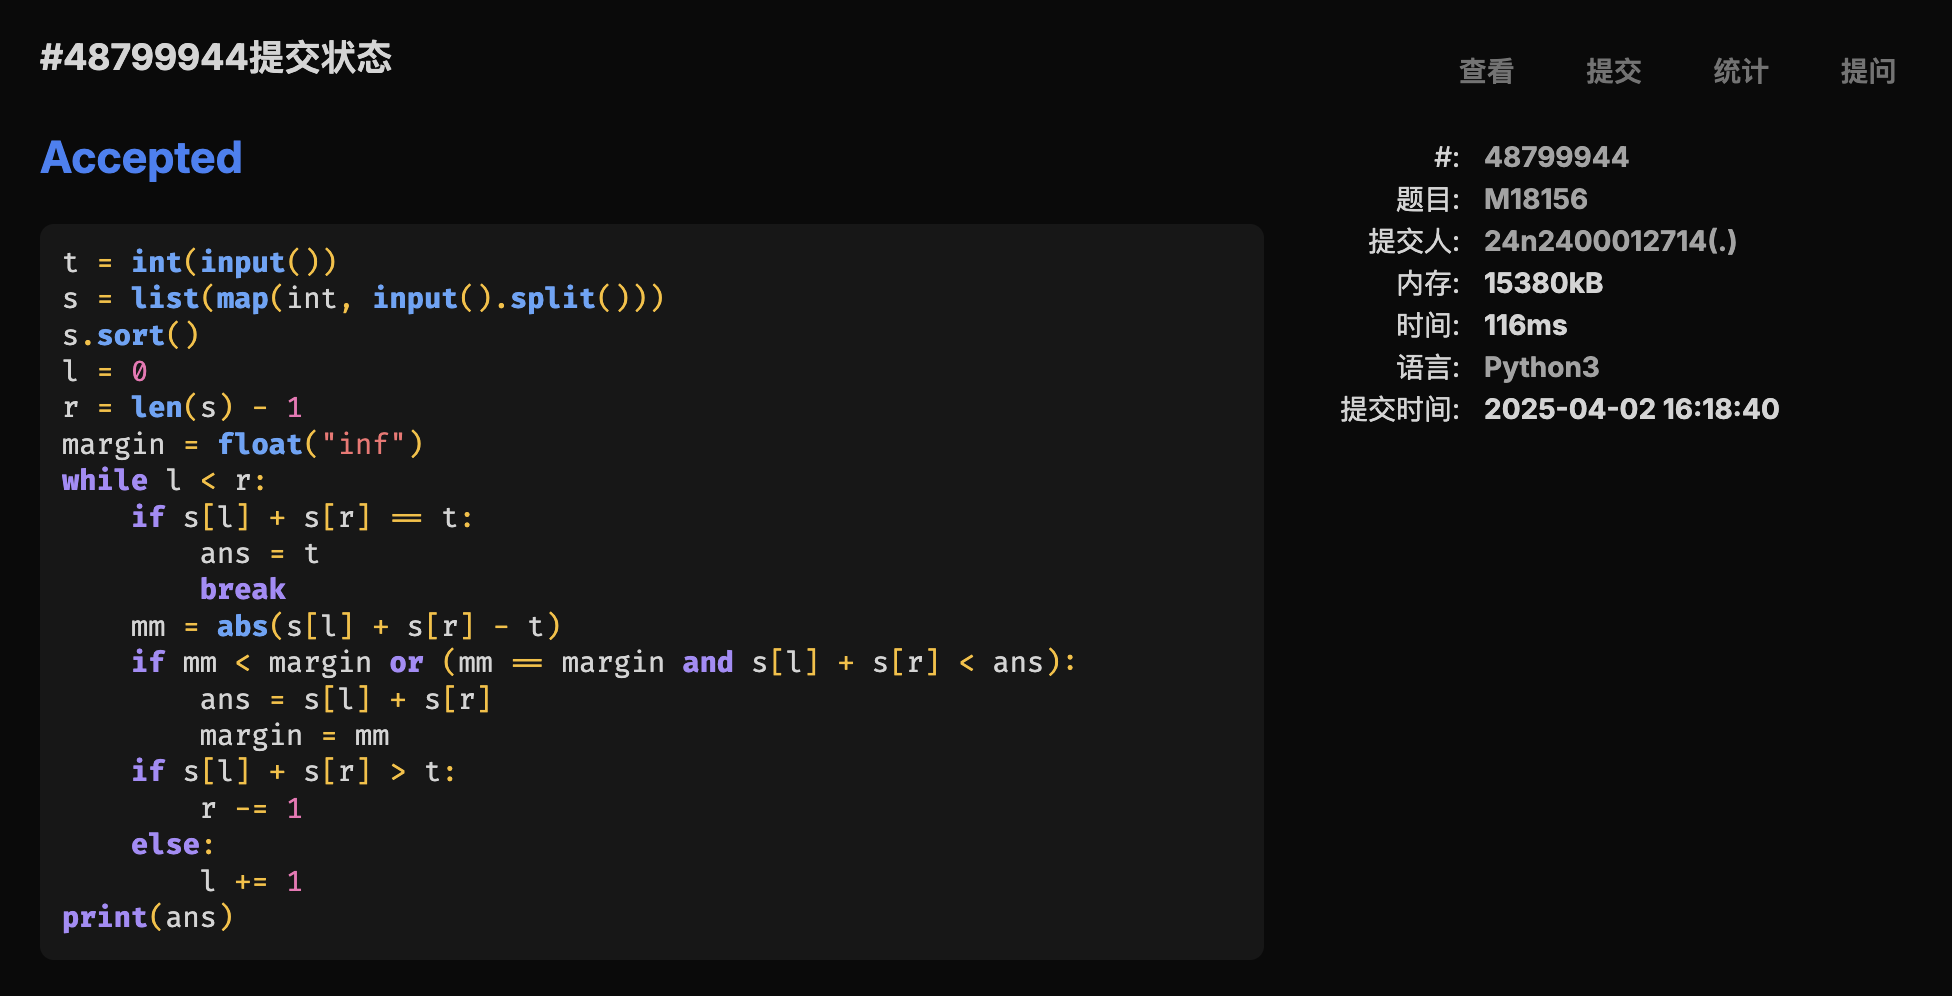 #48799944提交状态
查看 提交 统计 提问
Accepted
t = int(input())
s = list(map(int, input().split()))
s.sort()
l = 0
r = len(s) - 1
margin = float("inf")
while l < r:
    if s[l] + s[r] == t:
        ans = t
        break
    mm = abs(s[l] + s[r] - t)
    if mm < margin or (mm == margin and s[l] + s[r] < ans):
        ans = s[l] + s[r]
        margin = mm
    if s[l] + s[r] > t:
        r -= 1
    else:
        l += 1
print(ans)
#: 48799944
题目: M18156
提交人: 24n2400012714(.)
内存: 15380kB
时间: 116ms
语言: Python3
提交时间: 2025-04-02 16:18:40